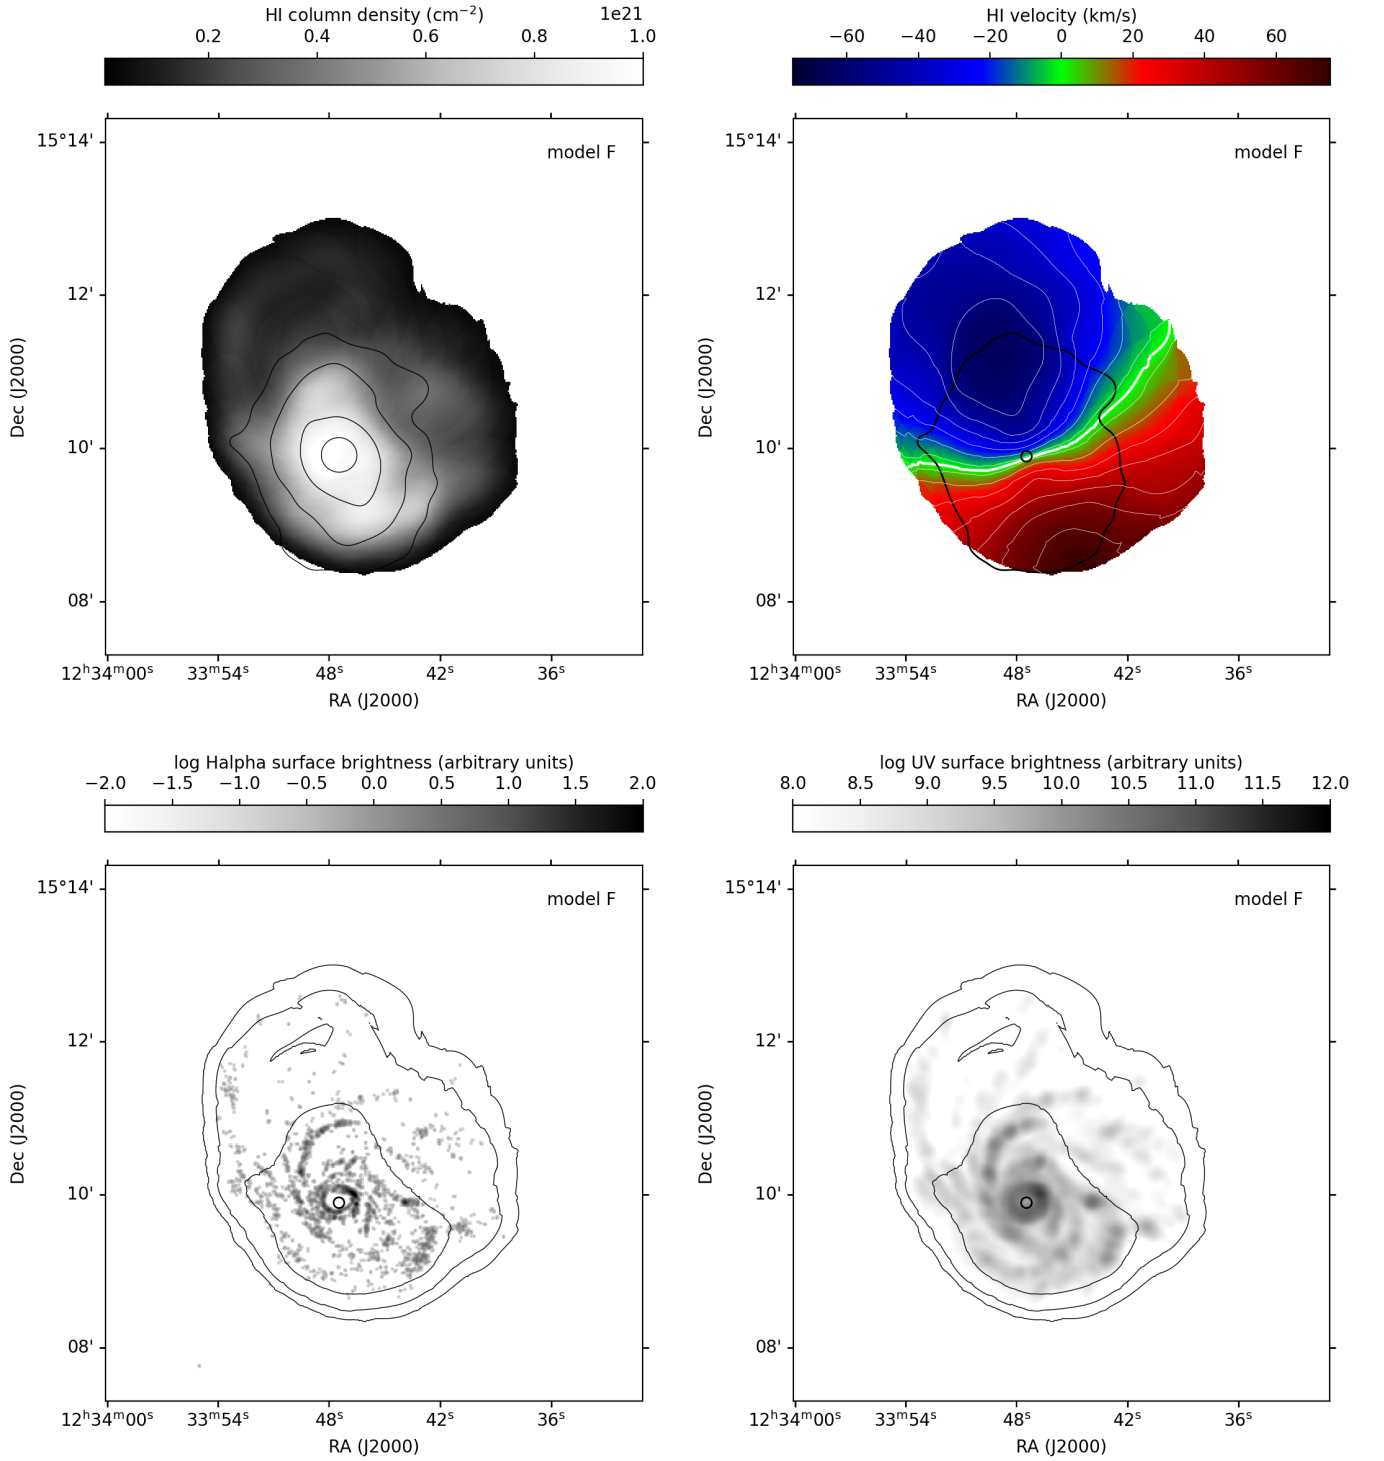 HI column density (cm⁻²)
1e21
0.2 0.4 0.6 0.8 1.0
model F
15°14'
12'
10'
08'
Dec (J2000)
12ʰ34ᵐ00ˢ 33ᵐ54ˢ 48ˢ 42ˢ 36ˢ
RA (J2000)
HI velocity (km/s)
−60 −40 −20 0 20 40 60
model F
15°14'
12'
10'
08'
Dec (J2000)
12ʰ34ᵐ00ˢ 33ᵐ54ˢ 48ˢ 42ˢ 36ˢ
RA (J2000)
log Halpha surface brightness (arbitrary units)
−2.0 −1.5 −1.0 −0.5 0.0 0.5 1.0 1.5 2.0
model F
15°14'
12'
10'
08'
Dec (J2000)
12ʰ34ᵐ00ˢ 33ᵐ54ˢ 48ˢ 42ˢ 36ˢ
RA (J2000)
log UV surface brightness (arbitrary units)
8.0 8.5 9.0 9.5 10.0 10.5 11.0 11.5 12.0
model F
15°14'
12'
10'
08'
Dec (J2000)
12ʰ34ᵐ00ˢ 33ᵐ54ˢ 48ˢ 42ˢ 36ˢ
RA (J2000)